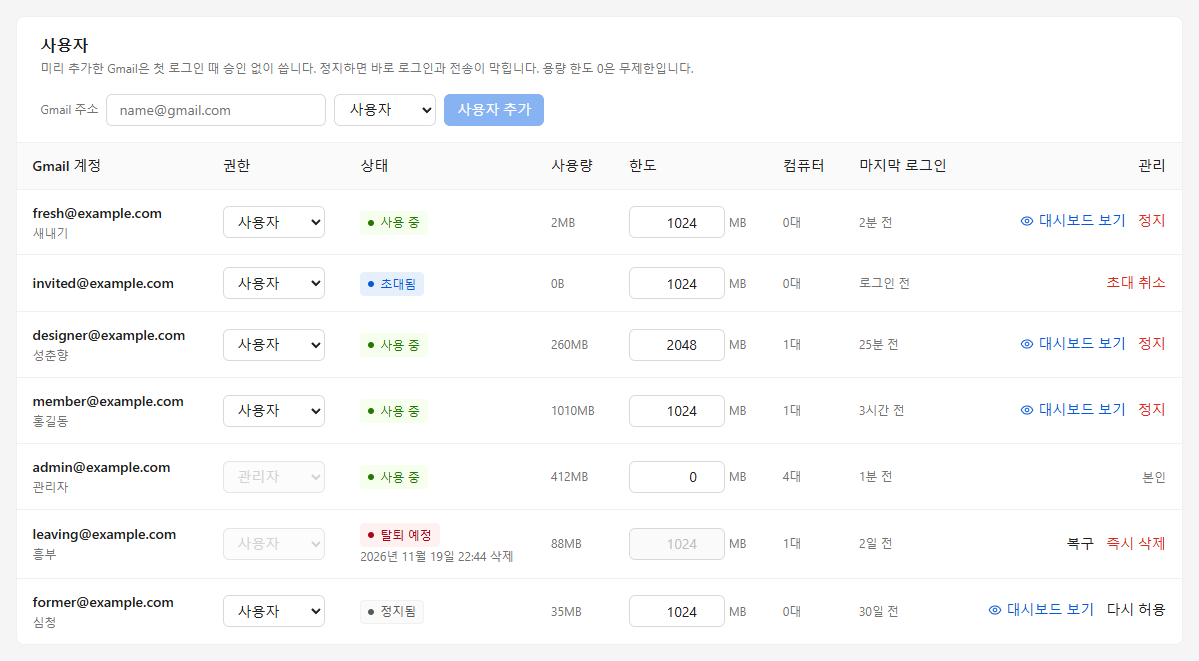 사용자
미리 추가한 Gmail은 첫 로그인 때 승인 없이 씁니다. 정지하면 바로 로그인과 전송이 막힙니다. 용량 한도 0은 무제한입니다.
Gmail 주소 name@gmail.com 사용자 사용자 추가
Gmail 계정 권한 상태 사용량 한도 컴퓨터 마지막 로그인 관리
fresh@example.com
새내기
사용자 사용 중 2MB 1024 MB 0대 2분 전 대시보드 보기 정지
invited@example.com 사용자 초대됨 0B 1024 MB 0대 로그인 전 초대 취소
designer@example.com
성춘향
사용자 사용 중 260MB 2048 MB 1대 25분 전 대시보드 보기 정지
member@example.com
홍길동
사용자 사용 중 1010MB 1024 MB 1대 3시간 전 대시보드 보기 정지
admin@example.com
관리자
관리자 사용 중 412MB 0 MB 4대 1분 전 본인
leaving@example.com
흥부
사용자 탈퇴 예정
2026년 11월 19일 22:44 삭제
88MB 1024 MB 1대 2일 전 복구 즉시 삭제
former@example.com
심청
사용자 정지됨 35MB 1024 MB 0대 30일 전 대시보드 보기 다시 허용